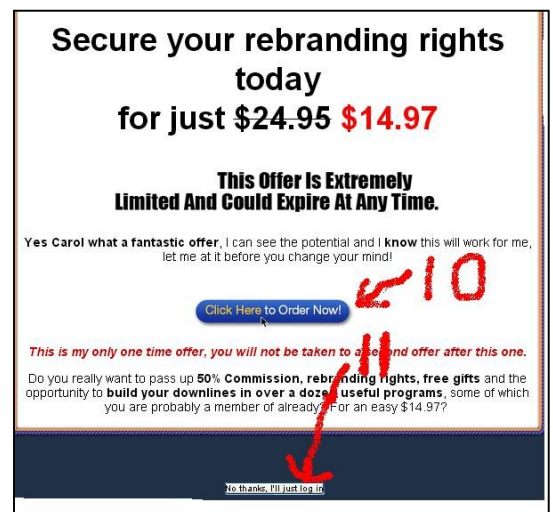 Secure your rebranding rights
today
for just $24.95 $14.97
This Offer Is Extremely
Limited And Could Expire At Any Time.
Yes Carol what a fantastic offer, I can see the potential and I know this will work for me,
let me at it before you change your mind!
10
Click Here to Order Now!
11
This is my only one time offer, you will not be taken to a second offer after this one.
Do you really want to pass up 50% Commission, rebranding rights, free gifts and the
opportunity to build your downlines in over a dozen useful programs, some of which
you are probably a member of already? For an easy $14.97?
No thanks, I'll just log in